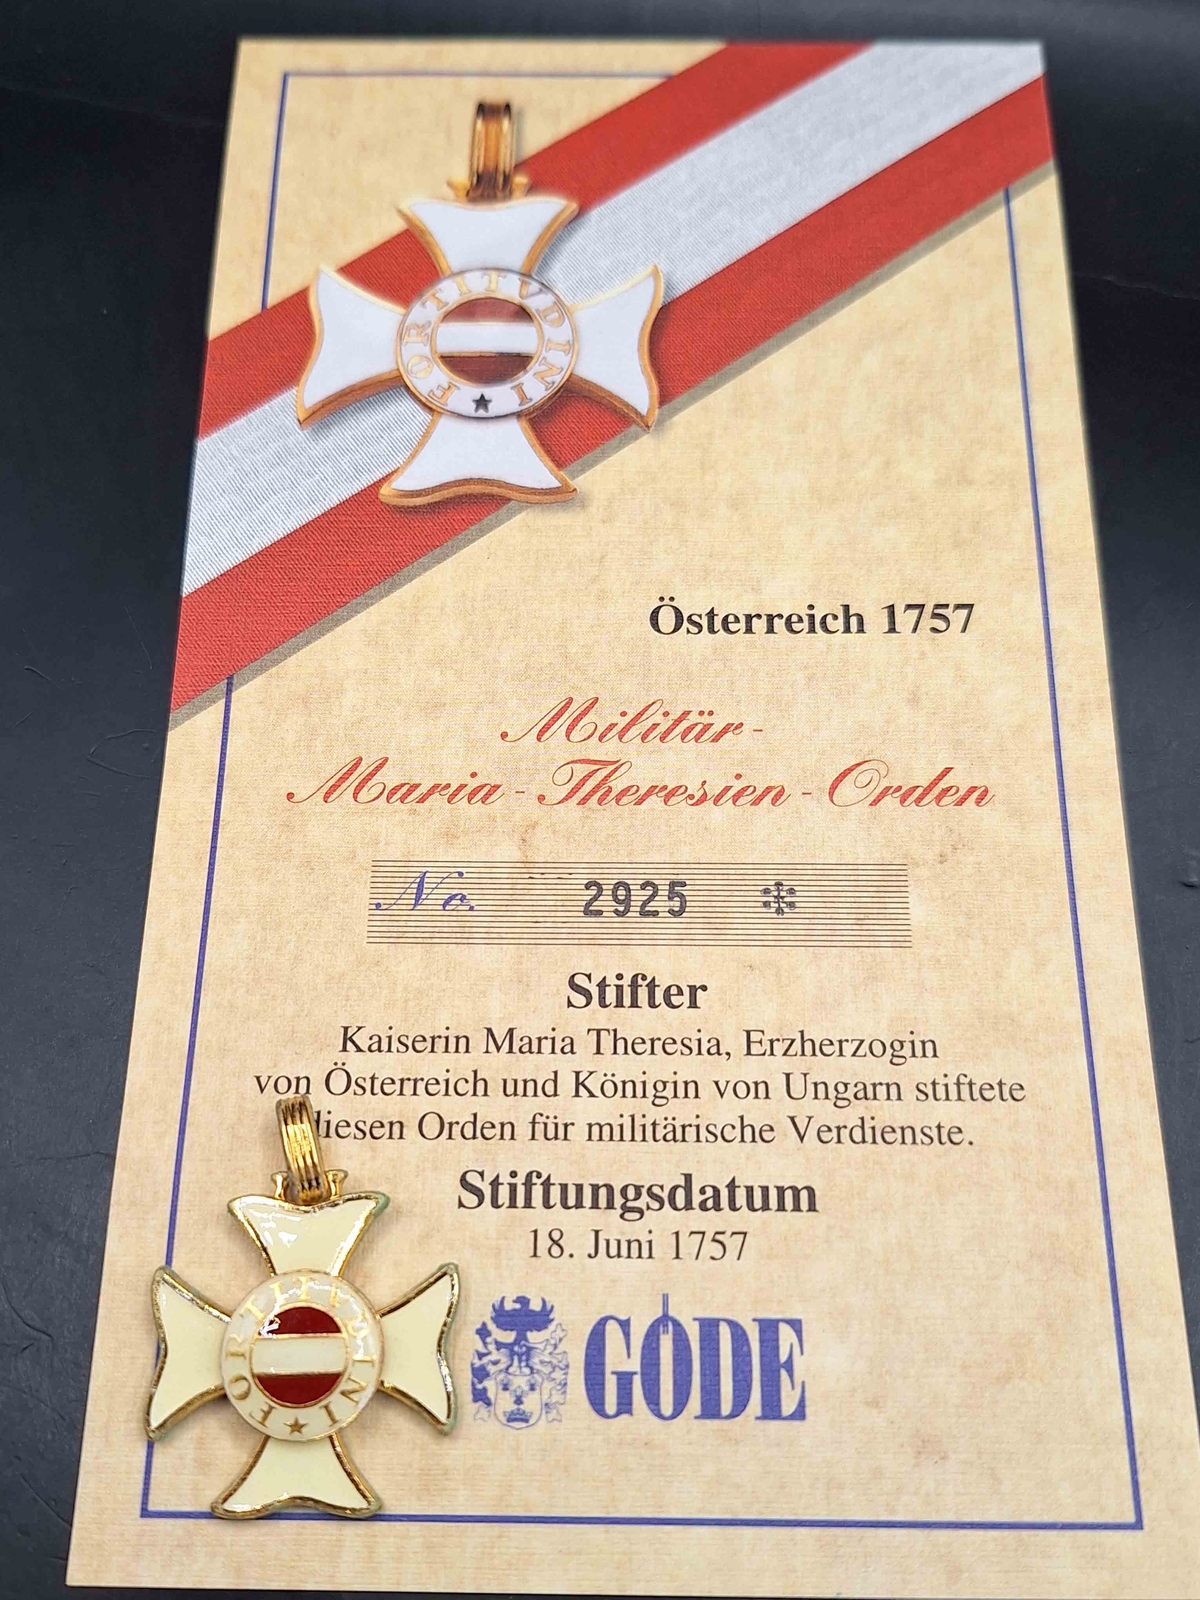 FORTITVDINI
Österreich 1757
Militär-
Maria-Theresien-Orden
No. 2925
Stifter
Kaiserin Maria Theresia, Erzherzogin
von Österreich und Königin von Ungarn stiftete
diesen Orden für militärische Verdienste.
Stiftungsdatum
18. Juni 1757
FORTITVDINI
GÖDE